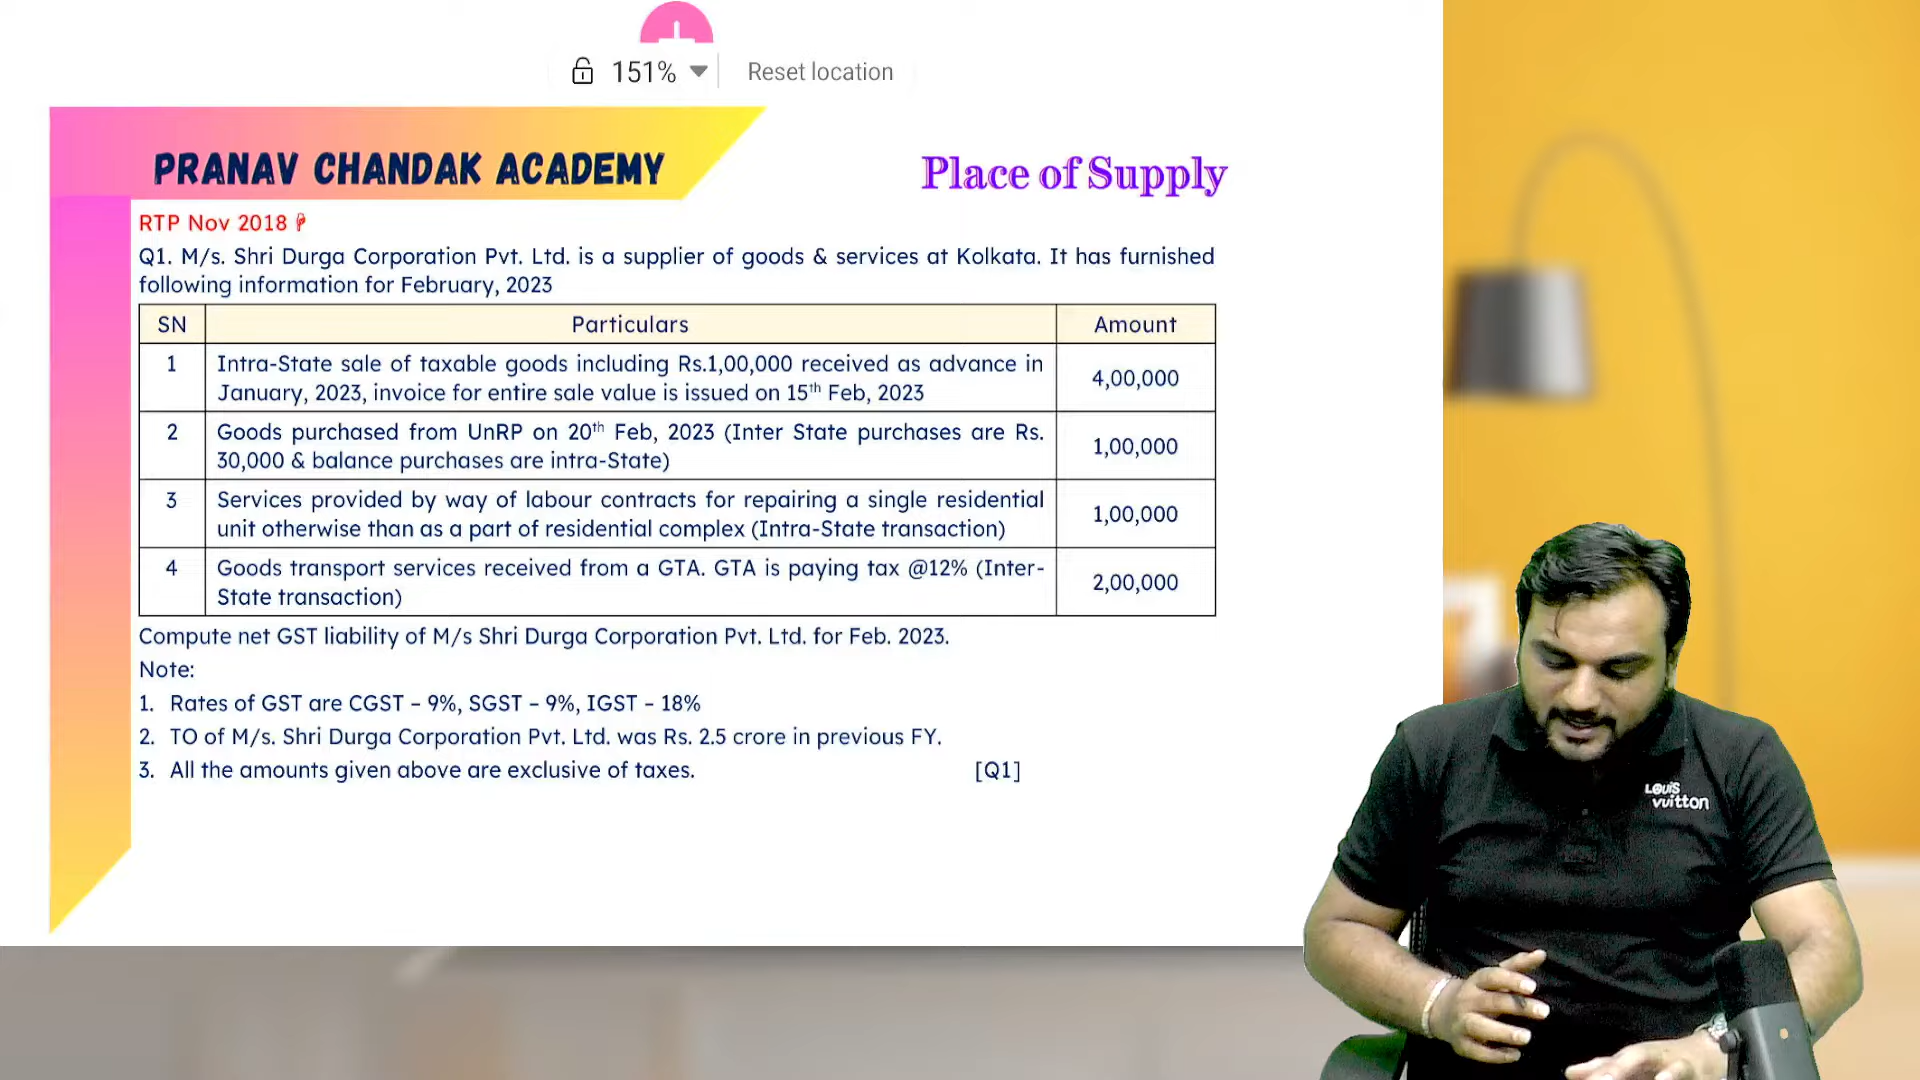 151%
Reset location
PRANAV CHANDAK ACADEMY
Place of Supply
RTP Nov 2018
Q1. M/s. Shri Durga Corporation Pvt. Ltd. is a supplier of goods & services at Kolkata. It has furnished
following information for February, 2023
SN Particulars Amount
1 Intra-State sale of taxable goods including Rs.1,00,000 received as advance in
January, 2023, invoice for entire sale value is issued on 15th Feb, 2023
4,00,000
2 Goods purchased from UnRP on 20th Feb, 2023 (Inter State purchases are Rs.
30,000 & balance purchases are intra-State)
1,00,000
3 Services provided by way of labour contracts for repairing a single residential
unit otherwise than as a part of residential complex (Intra-State transaction)
1,00,000
4 Goods transport services received from a GTA. GTA is paying tax @12% (Inter-
State transaction)
2,00,000
Compute net GST liability of M/s Shri Durga Corporation Pvt. Ltd. for Feb. 2023.
Note:
1. Rates of GST are CGST – 9%, SGST – 9%, IGST – 18%
2. TO of M/s. Shri Durga Corporation Pvt. Ltd. was Rs. 2.5 crore in previous FY.
3. All the amounts given above are exclusive of taxes. [Q1]
LOUIS
VUITTON